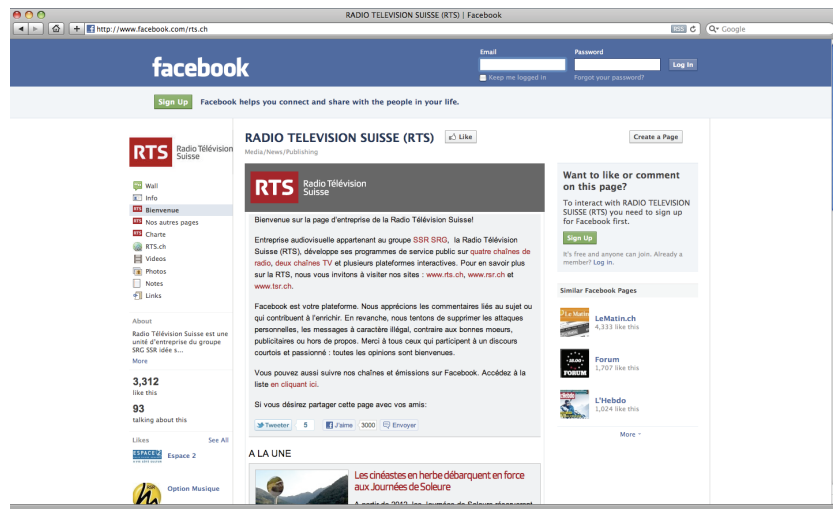 RADIO TELEVISION SUISSE (RTS) | Facebook
http://www.facebook.com/rts.ch
RSS
Google
facebook
Email
Password
Log In
Keep me logged in
Forgot your password?
Sign Up
Facebook helps you connect and share with the people in your life.
RTS Radio Télévision
Suisse
Wall
Info
Bienvenue
Nos autres pages
Charte
RTS.ch
Videos
Photos
Notes
Links
About
Radio Télévision Suisse est une
unité d'entreprise du groupe
SRG SSR idée s...
More
3,312
like this
93
talking about this
Likes
See All
ESPACE 2
Espace 2
Option Musique
RADIO TELEVISION SUISSE (RTS)
Like
Create a Page
Media/News/Publishing
RTS Radio Télévision
Suisse
Bienvenue sur la page d'entreprise de la Radio Télévision Suisse!
Entreprise audiovisuelle appartenant au groupe SSR SRG, la Radio Télévision
Suisse (RTS), développe ses programmes de service public sur quatre chaînes de
radio, deux chaînes TV et plusieurs plateformes interactives. Pour en savoir plus
sur la RTS, nous vous invitons à visiter nos sites : www.rts.ch, www.rsr.ch et
www.tsr.ch.
Facebook est votre plateforme. Nous apprécions les commentaires liés au sujet ou
qui contribuent à l'enrichir. En revanche, nous tentons de supprimer les attaques
personnelles, les messages à caractère illégal, contraire aux bonnes moeurs,
publicitaires ou hors de propos. Merci à tous ceux qui participent à un discours
courtois et passionné : toutes les opinions sont bienvenues.
Vous pouvez aussi suivre nos chaînes et émissions sur Facebook. Accédez à la
liste en cliquant ici.
Si vous désirez partager cette page avec vos amis:
Tweeter
5
J'aime
3000
Envoyer
A LA UNE
Les cinéastes en herbe débarquent en force
aux Journées de Soleure
A partir de 2012, les Journées de Soleure
Want to like or comment
on this page?
To interact with RADIO TELEVISION
SUISSE (RTS) you need to sign up
for Facebook first.
Sign Up
It's free and anyone can join. Already a
member? Log in.
Similar Facebook Pages
Le Matin
LeMatin.ch
4,333 like this
FORUM
Forum
1,707 like this
L'Hebdo
1,024 like this
More